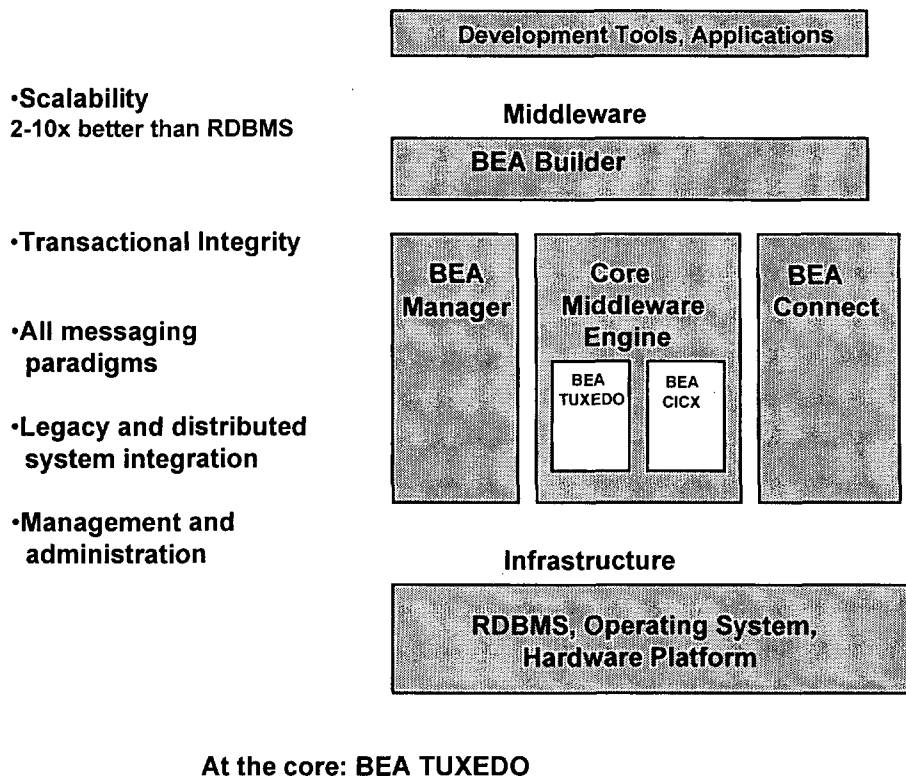 Development Tools, Applications
•Scalability
2-10x better than RDBMS
Middleware
BEA Builder
•Transactional Integrity
•All messaging
paradigms
•Legacy and distributed
system integration
•Management and
administration
BEA
Manager
Core
Middleware
Engine
BEA
TUXEDO
BEA
CICX
BEA
Connect
Infrastructure
RDBMS, Operating System,
Hardware Platform
At the core: BEA TUXEDO